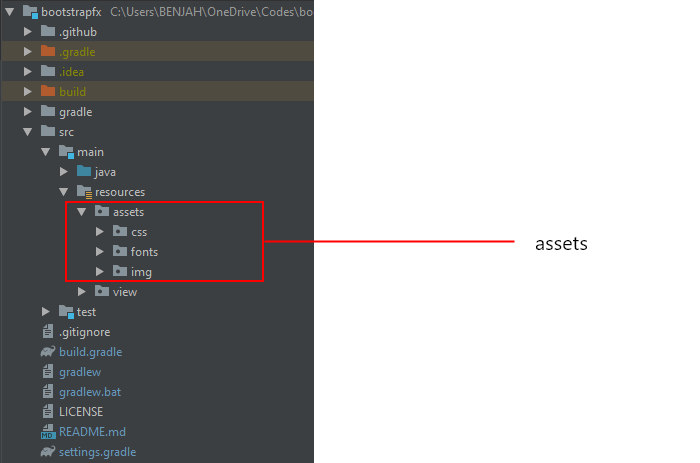 bootstrapfx C:\Users\BENJAH\OneDrive\Codes\bo
.github
.gradle
.idea
build
gradle
src
main
java
resources
assets
css
fonts
assets
img
view
test
.gitignore
build.gradle
gradlew
gradlew.bat
LICENSE
MD README.md
settings.gradle